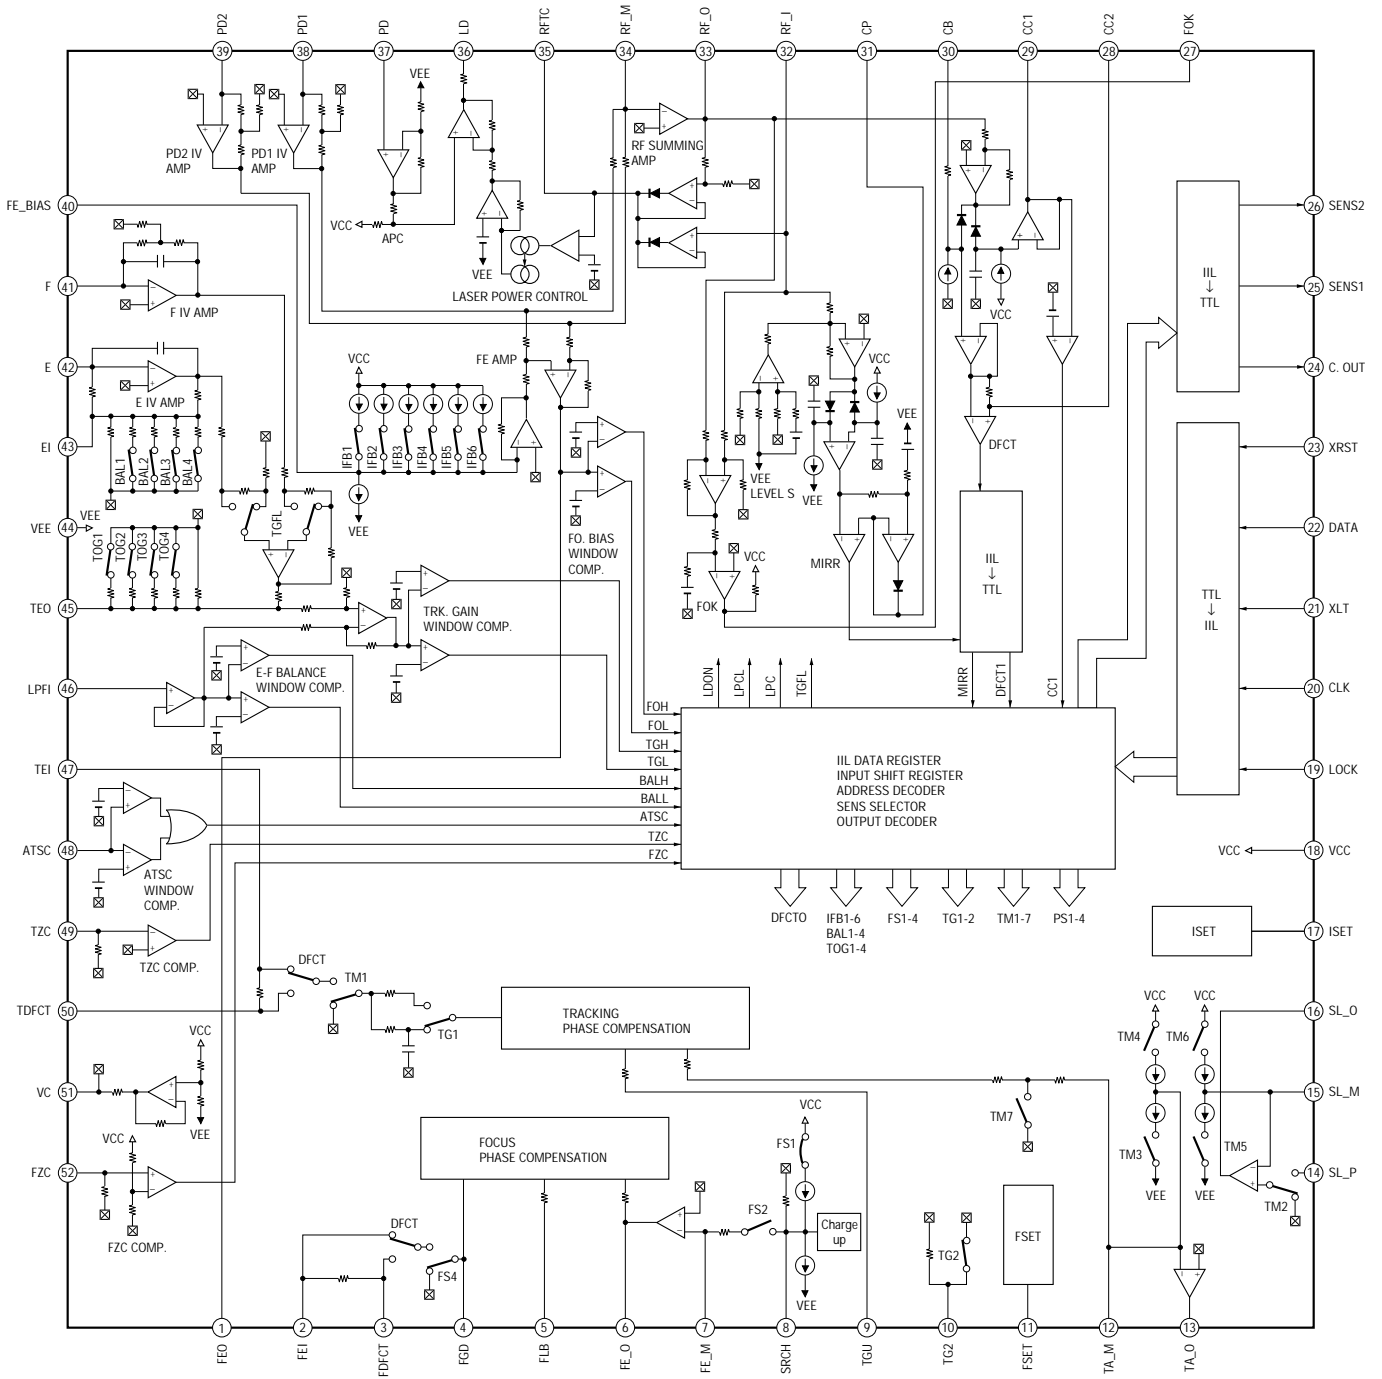 PD2
PD1
PD
LD
RFTC
RF_M
RF_O
RF_I
CP
CB
CC1
CC2
FOK
39
38
37
36
35
34
33
32
31
30
29
28
27
VEE
PD2 IV
AMP
PD1 IV
AMP
RF SUMMING
AMP
VCC
APC
VEE
LASER POWER CONTROL
VCC
FE_BIAS
40
F
41
F IV AMP
E
42
E IV AMP
EI
43
BAL1
BAL2
BAL3
BAL4
VEE
44
VEE
TOG1
TOG2
TOG3
TOG4
TGFL
TEO
45
LPFI
46
E-F BALANCE
WINDOW COMP.
TRK. GAIN
WINDOW COMP.
FE AMP
VCC
IFB1
IFB2
IFB3
IFB4
IFB5
IFB6
VEE
FO. BIAS
WINDOW
COMP.
VEE
LEVEL S
VCC
VEE
VEE
MIRR
VCC
FOK
DFCT
IIL
↓
TTL
IIL
↓
TTL
TTL
↓
IIL
26
SENS2
25
SENS1
24
C. OUT
23
XRST
22
DATA
21
XLT
20
CLK
19
LOCK
18
VCC
VCC
17
ISET
ISET
16
SL_O
15
SL_M
14
SL_P
LDON
LPCL
LPC
TGFL
MIRR
DFCT1
CC1
FOH
FOL
TGH
TGL
BALH
BALL
ATSC
TZC
FZC
IIL DATA REGISTER
INPUT SHIFT REGISTER
ADDRESS DECODER
SENS SELECTOR
OUTPUT DECODER
DFCTO
IFB1-6
BAL1-4
TOG1-4
FS1-4
TG1-2
TM1-7
PS1-4
TEI
47
ATSC
48
ATSC
WINDOW
COMP.
TZC
49
TZC COMP.
TDFCT
50
DFCT
TM1
TG1
TRACKING
PHASE COMPENSATION
VC
51
VCC
VEE
FZC
52
VCC
FZC COMP.
FOCUS
PHASE COMPENSATION
DFCT
FS4
FS2
FS1
VCC
Charge
up
VEE
TG2
FSET
TM7
VCC
TM4
TM3
VEE
VCC
TM6
TM5
VEE
TM2
1
2
3
4
5
6
7
8
9
10
11
12
13
FEO
FEI
FDFCT
FGD
FLB
FE_O
FE_M
SRCH
TGU
TG2
FSET
TA_M
TA_O